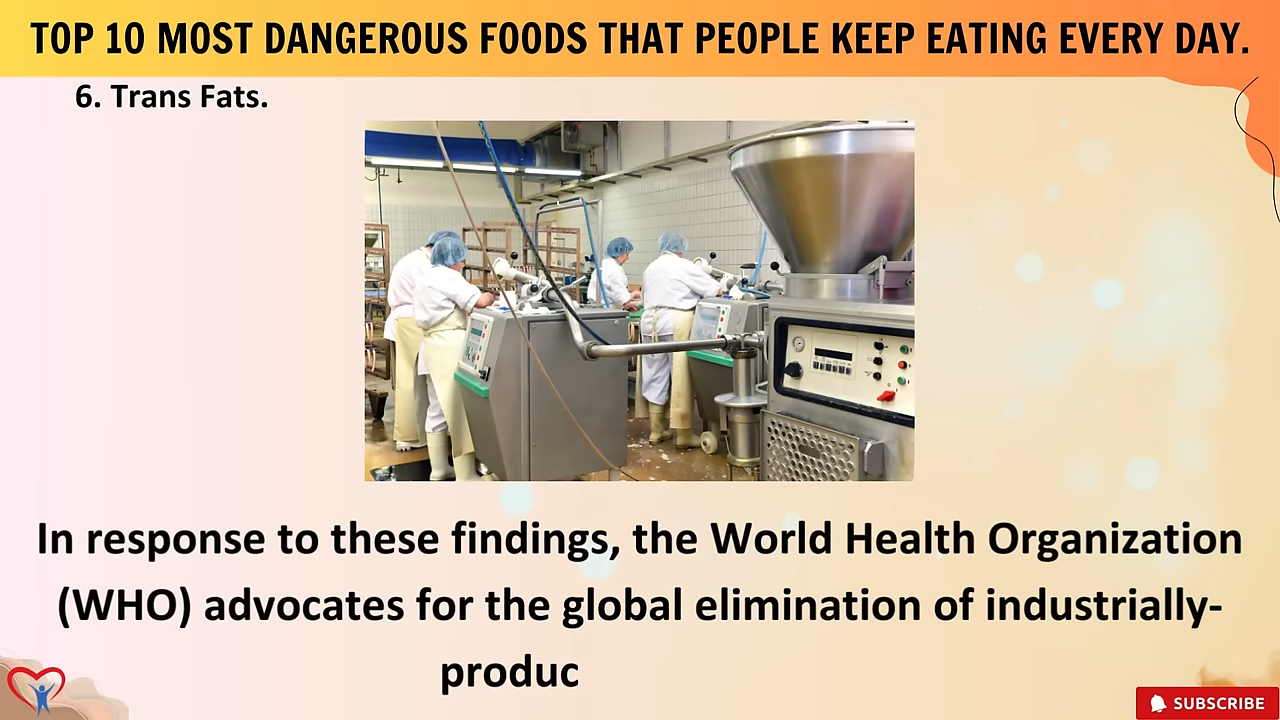 TOP 10 MOST DANGEROUS FOODS THAT PEOPLE KEEP EATING EVERY DAY.
6. Trans Fats.
In response to these findings, the World Health Organization
(WHO) advocates for the global elimination of industrially-
produc
SUBSCRIBE